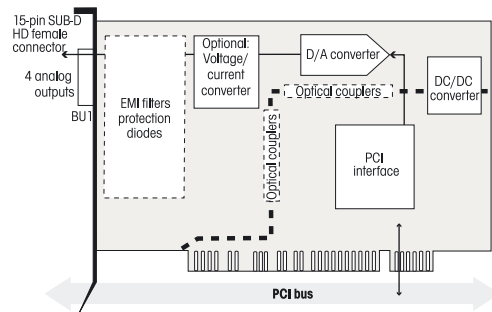 15-pin SUB-D
HD female
connector
4 analog
outputs
BU1
EMI filters
protection
diodes
Optional:
Voltage/
current
converter
D/A converter
Optical couplers
DC/DC
converter
Optical couplers
PCI
interface
PCI bus